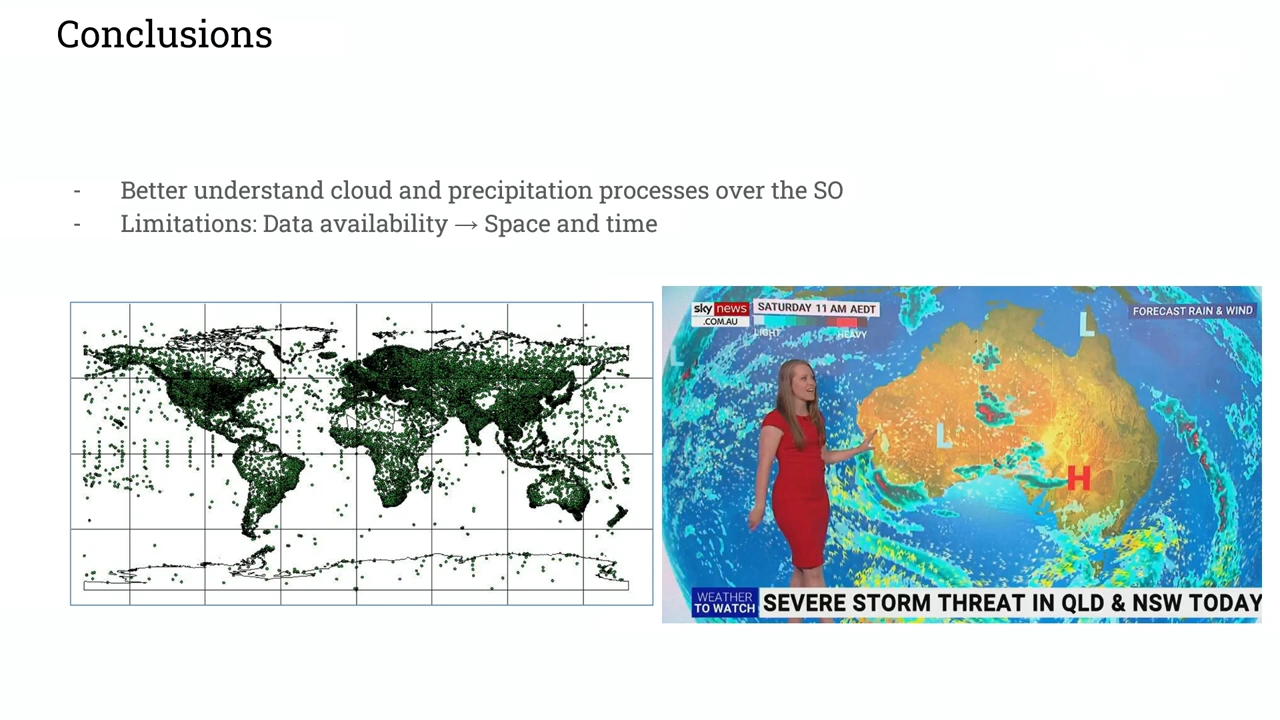 Conclusions
- Better understand cloud and precipitation processes over the SO
- Limitations: Data availability → Space and time
sky news
.COM.AU
SATURDAY 11 AM AEDT
LIGHT
HEAVY
FORECAST RAIN & WIND
L
L
L
H
WEATHER
TO WATCH
SEVERE STORM THREAT IN QLD & NSW TODAY